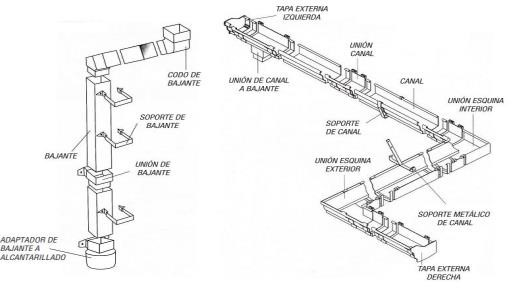 CODO DE
BAJANTE
SOPORTE DE
BAJANTE
BAJANTE
UNIÓN DE
BAJANTE
ADAPTADOR DE
BAJANTE A
ALCANTARILLADO
TAPA EXTERNA
IZQUIERDA
UNIÓN
CANAL
UNIÓN DE CANAL
A BAJANTE
CANAL
UNIÓN ESQUINA
INTERIOR
SOPORTE
DE CANAL
UNIÓN ESQUINA
EXTERIOR
SOPORTE METÁLICO
DE CANAL
TAPA EXTERNA
DERECHA